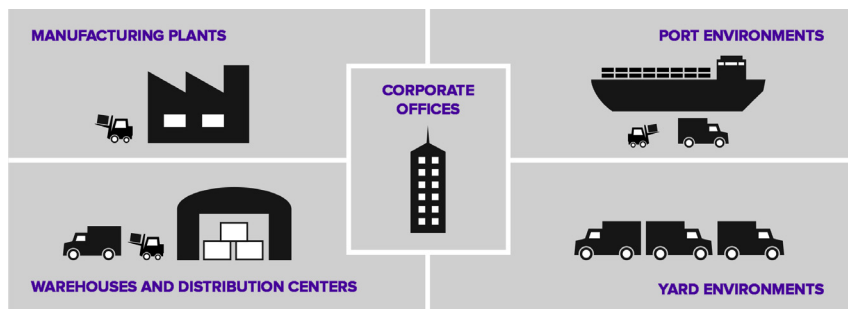 MANUFACTURING PLANTS
PORT ENVIRONMENTS
CORPORATE
OFFICES
WAREHOUSES AND DISTRIBUTION CENTERS
YARD ENVIRONMENTS